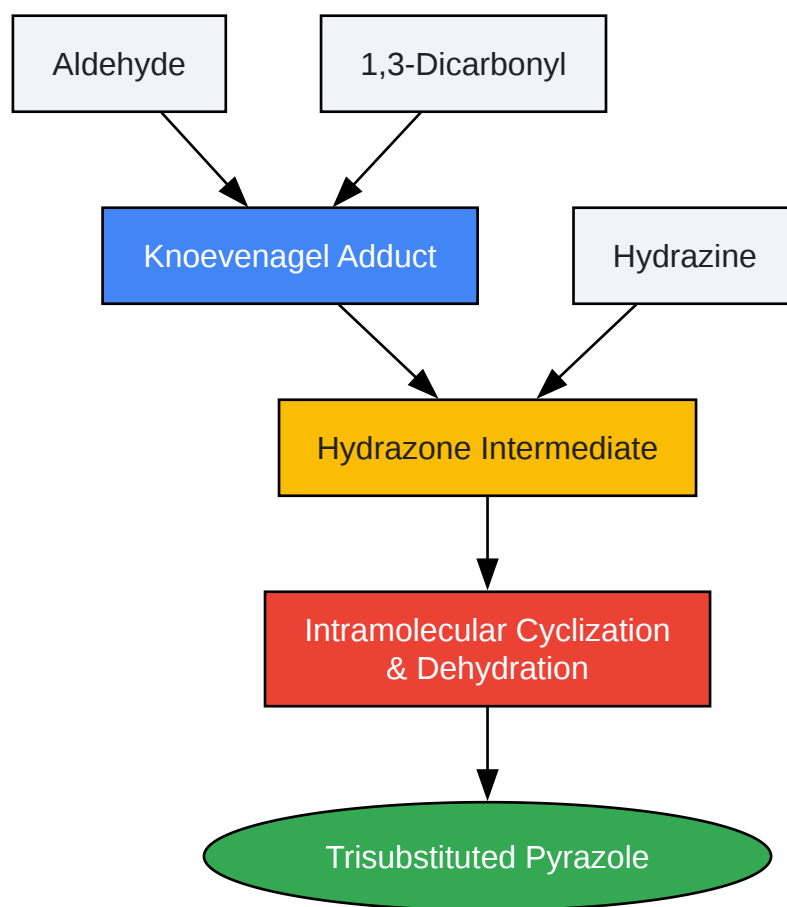 Aldehyde
1,3-Dicarbonyl
Knoevenagel Adduct
Hydrazine
Hydrazone Intermediate
Intramolecular Cyclization
& Dehydration
Trisubstituted Pyrazole